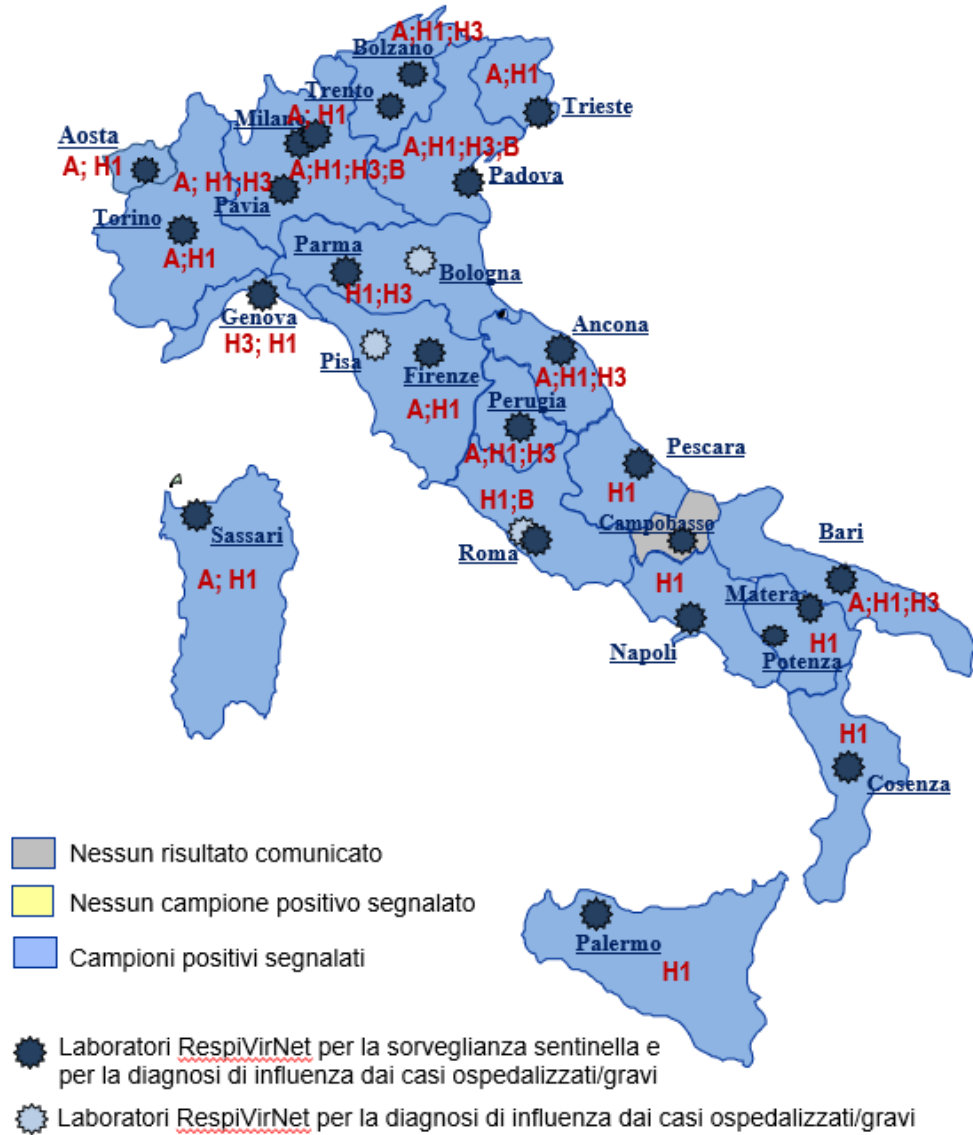 A;H1;H3
Bolzano
A;H1
Trento
Trieste
A; H1
Milano
Aosta
A; H1
A;H1;H3;B
A; H1;H3
A;H1;H3;B
Padova
Pavia
Torino
A;H1
Parma
Bologna
H1;H3
Genova
H3; H1
Pisa
Firenze
A;H1
Ancona
A;H1;H3
Perugia
A;H1;H3
Pescara
H1
H1;B
Roma
Campobasso
Bari
Sassari
A; H1
H1
Napoli
Matera
A;H1;H3
H1
Potenza
H1
Cosenza
Nessun risultato comunicato
Nessun campione positivo segnalato
Campioni positivi segnalati
Palermo
H1
Laboratori RespiVirNet per la sorveglianza sentinella e
per la diagnosi di influenza dai casi ospedalizzati/gravi
Laboratori RespiVirNet per la diagnosi di influenza dai casi ospedalizzati/gravi